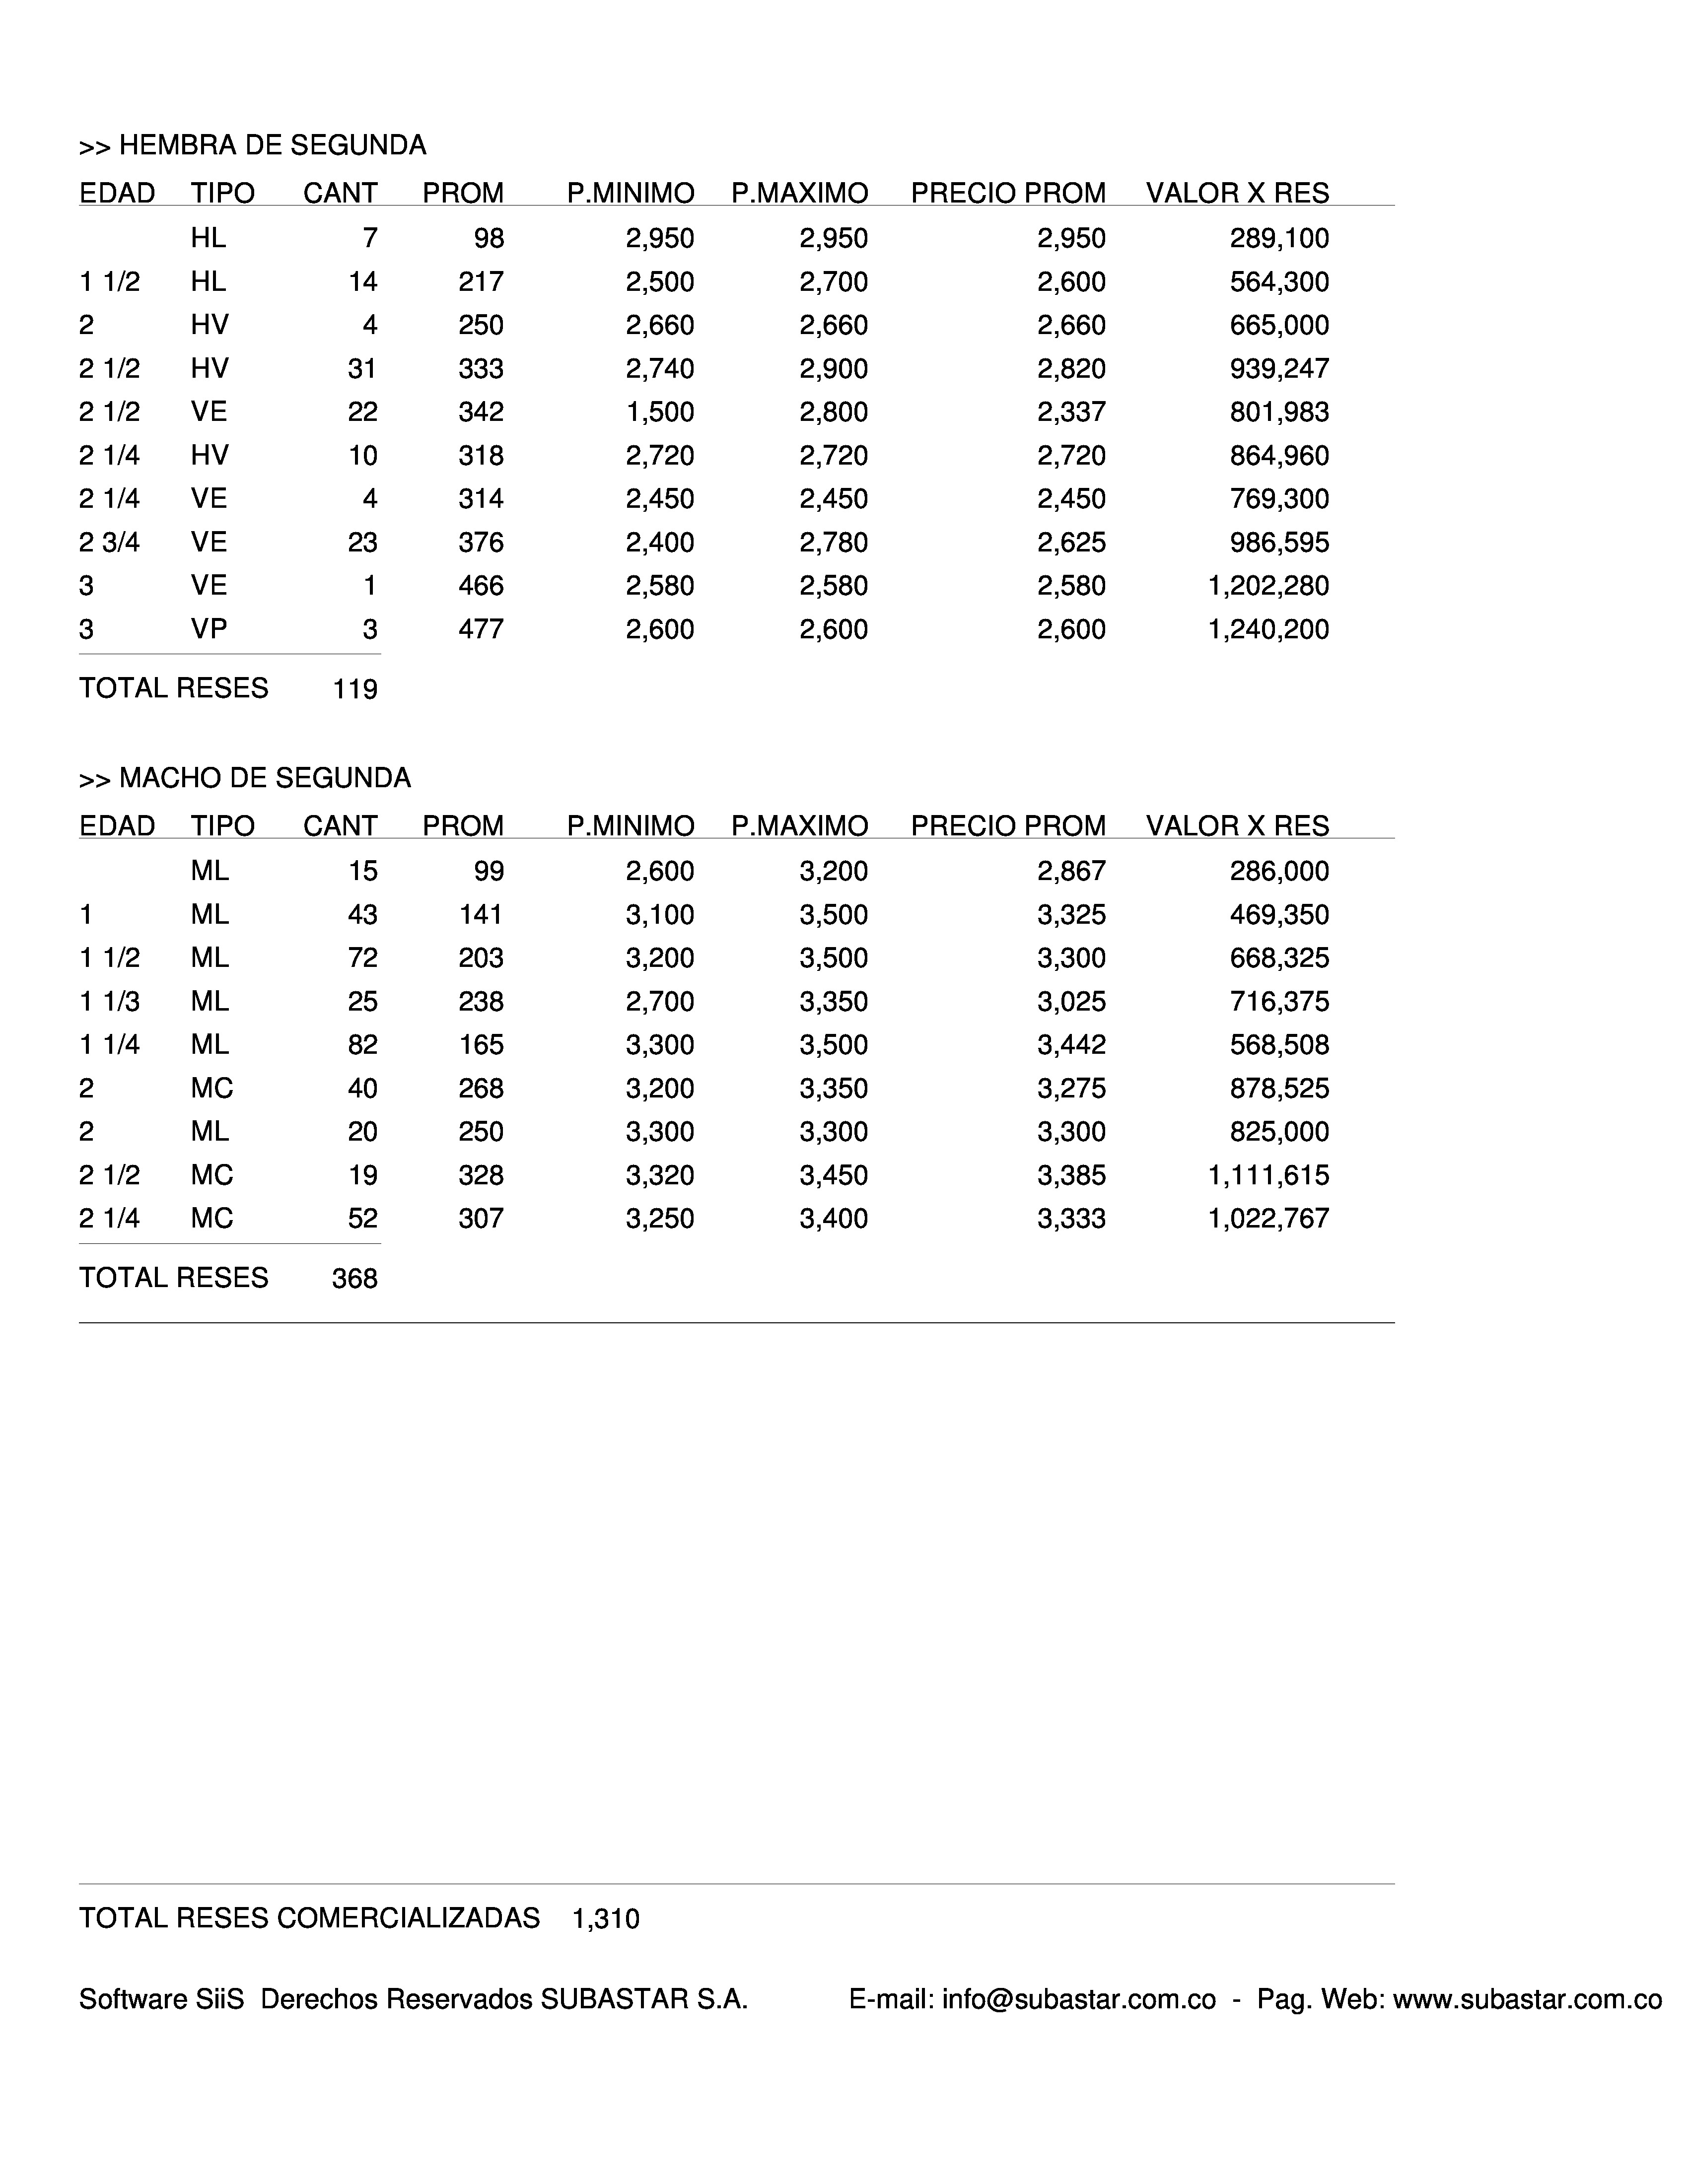 >> HEMBRA DE SEGUNDA
EDAD TIPO CANT PROM P.MINIMO P.MAXIMO PRECIO PROM VALOR X RES
HL 7 98 2,950 2,950 2,950 289,100
1 1/2 HL 14 217 2,500 2,700 2,600 564,300
2 HV 4 250 2,660 2,660 2,660 665,000
2 1/2 HV 31 333 2,740 2,900 2,820 939,247
2 1/2 VE 22 342 1,500 2,800 2,337 801,983
2 1/4 HV 10 318 2,720 2,720 2,720 864,960
2 1/4 VE 4 314 2,450 2,450 2,450 769,300
2 3/4 VE 23 376 2,400 2,780 2,625 986,595
3 VE 1 466 2,580 2,580 2,580 1,202,280
3 VP 3 477 2,600 2,600 2,600 1,240,200
TOTAL RESES 119
>> MACHO DE SEGUNDA
EDAD TIPO CANT PROM P.MINIMO P.MAXIMO PRECIO PROM VALOR X RES
ML 15 99 2,600 3,200 2,867 286,000
1 ML 43 141 3,100 3,500 3,325 469,350
1 1/2 ML 72 203 3,200 3,500 3,300 668,325
1 1/3 ML 25 238 2,700 3,350 3,025 716,375
1 1/4 ML 82 165 3,300 3,500 3,442 568,508
2 MC 40 268 3,200 3,350 3,275 878,525
2 ML 20 250 3,300 3,300 3,300 825,000
2 1/2 MC 19 328 3,320 3,450 3,385 1,111,615
2 1/4 MC 52 307 3,250 3,400 3,333 1,022,767
TOTAL RESES 368
TOTAL RESES COMERCIALIZADAS 1,310
Software SiiS Derechos Reservados SUBASTAR S.A. E-mail: info@subastar.com.co - Pag. Web: www.subastar.com.co